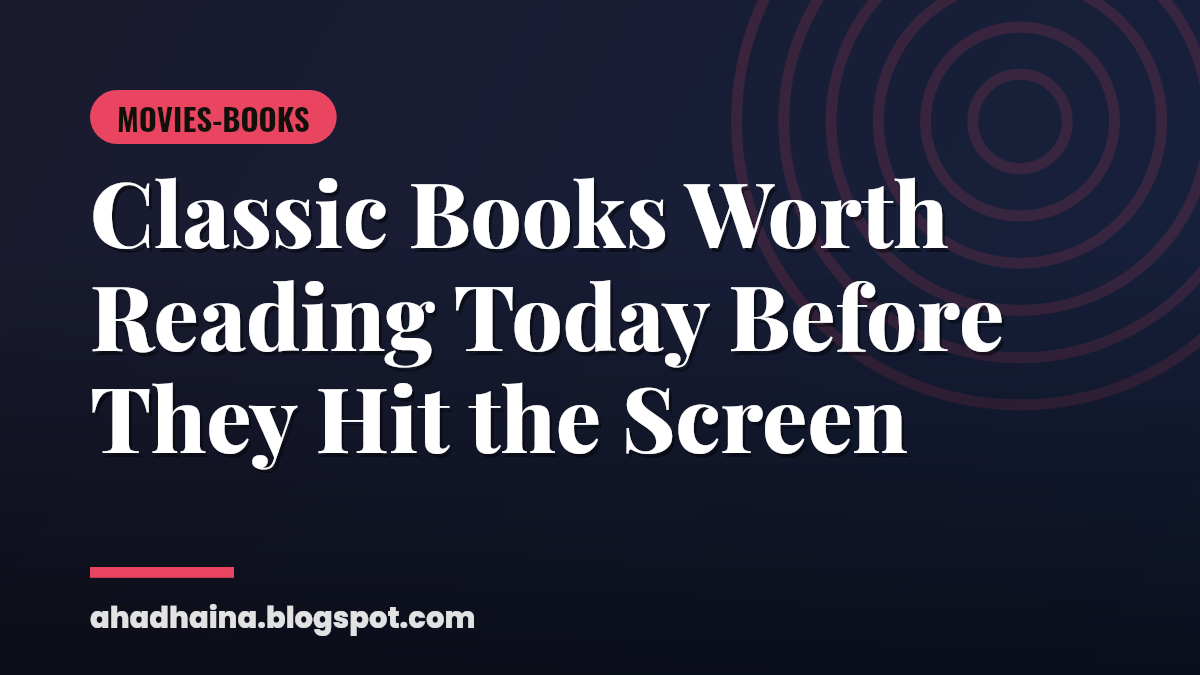 MOVIES-BOOKS
Classic Books Worth
Reading Today Before
They Hit the Screen
ahadhaina.blogspot.com